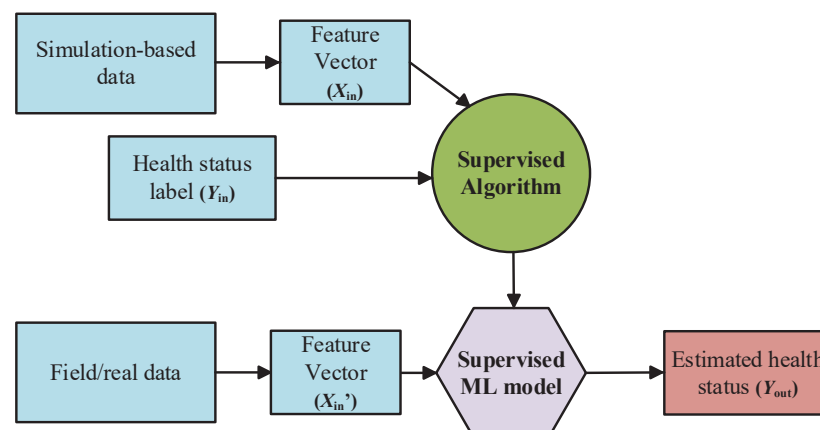 Simulation-based
data
Feature
Vector
(Xin)
Health status
label (Yin)
Supervised
Algorithm
Field/real data
Feature
Vector
(Xin’)
Supervised
ML model
Estimated health
status (Yout)